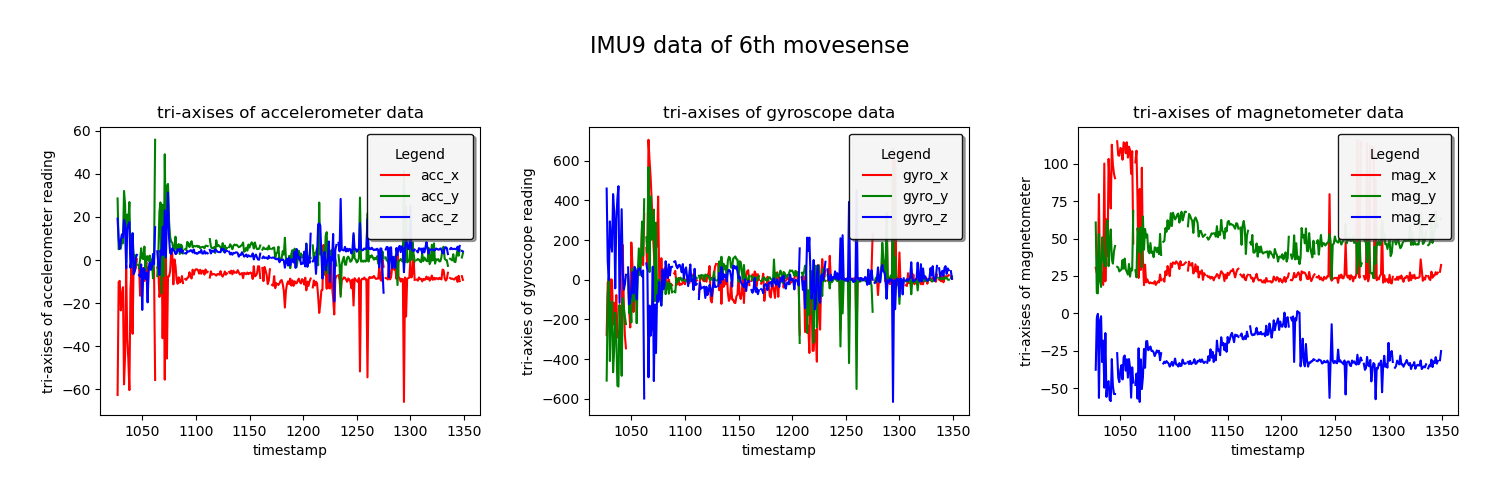 IMU9 data of 6th movesense
tri-axises of accelerometer data
tri-axises of accelerometer reading
60
40
20
0
−20
−40
−60
1050 1100 1150 1200 1250 1300 1350
timestamp
Legend
acc_x
acc_y
acc_z
tri-axises of gyroscope data
tri-axies of gyroscope reading
600
400
200
0
−200
−400
−600
1050 1100 1150 1200 1250 1300 1350
timestamp
Legend
gyro_x
gyro_y
gyro_z
tri-axises of magnetometer data
tri-axises of magnetometer
100
75
50
25
0
−25
−50
1050 1100 1150 1200 1250 1300 1350
timestamp
Legend
mag_x
mag_y
mag_z